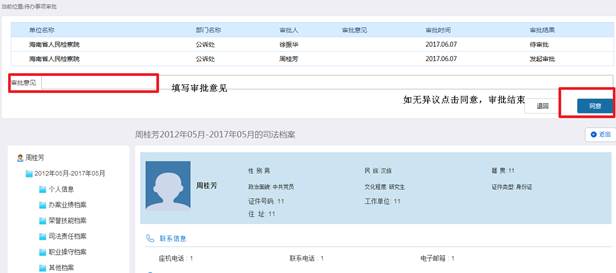 当前位置:待办事项审批
单位名称 部门名称 审批人 审批意见 审批时间 审批结果
海南省人民检察院 公诉处 徐振华 2017.06.07 待审批
海南省人民检察院 公诉处 周桂芳 2017.06.07 发起审批
审批意见 填写审批意见
如无异议点击同意，审批结束
退回 同意
周桂芳2012年05月-2017年05月的司法档案 返回
周桂芳
2012年05月-2017年05月
个人信息
办案业绩档案
荣誉技能档案
司法责任档案
职业操守档案
其他档案
周桂芳
性 别 男 民 族 汉族 籍 贯: 11
政治面貌: 中共党员 文化程度: 研究生 证件类型: 身份证
证件号码: 11 工作单位: 11
住 址: 11
联系信息
座机电话：1 联系电话：1 电子邮箱：1